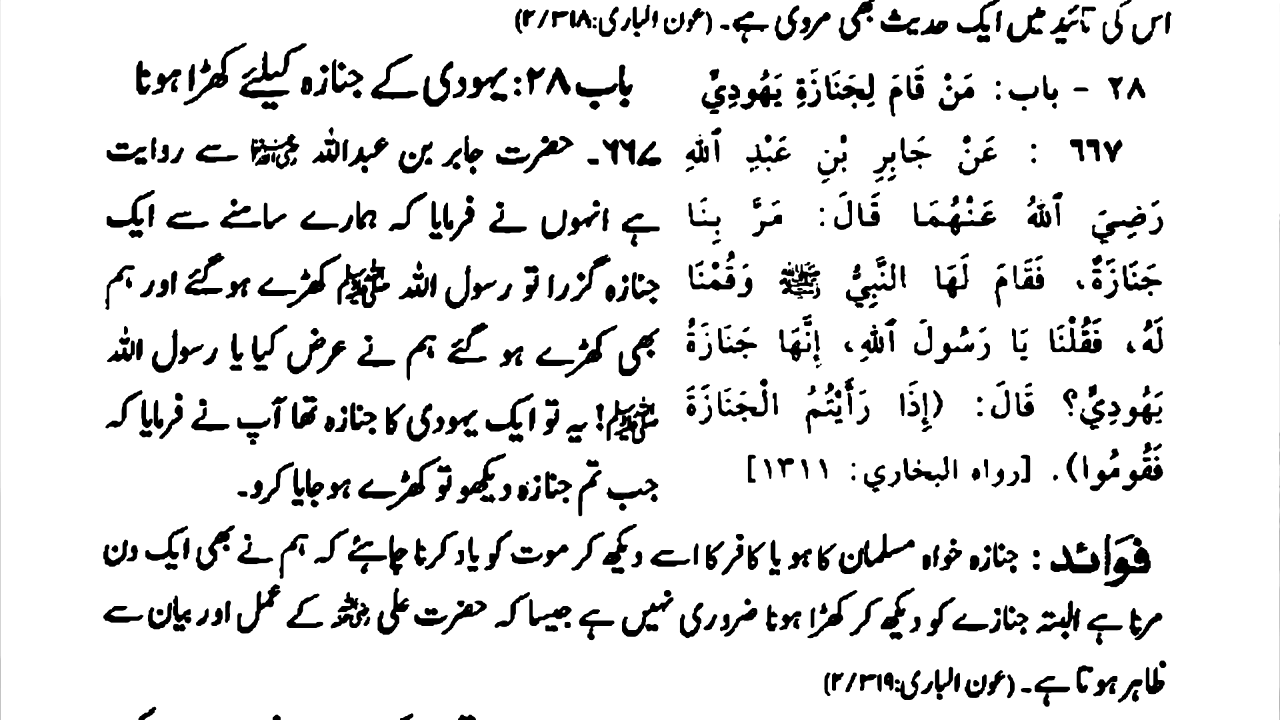 اس کی تائید میں ایک حدیث بھی مروی ہے۔ (عون الباری:۲/۳۱۸)
٢٨ - باب: مَنْ قَامَ لِجَنَازَةِ يَهُودِيٍّ
٦٦٧ : عَنْ جَابِرِ بْنِ عَبْدِ ٱللهِ
رَضِيَ ٱللهُ عَنْهُمَا قَالَ: مَرَّ بِنَا
جَنَازَةٌ، فَقَامَ لَهَا النَّبِيُّ ﷺ وَقُمْنَا
لَهُ، فَقُلْنَا يَا رَسُولَ ٱللهِ، إِنَّهَا جَنَازَةُ
يَهُودِيٍّ؟ قَالَ: (إِذَا رَأَيْتُمُ الْجَنَازَةَ
فَقُومُوا). [رواه البخاري: ١٣١١]
باب ۲۸: یہودی کے جنازہ کیلئے کھڑا ہونا
۶۶۷۔ حضرت جابر بن عبداللہ رضی اللہ عنہما سے روایت
ہے انہوں نے فرمایا کہ ہمارے سامنے سے ایک
جنازہ گزرا تو رسول اللہ ﷺ کھڑے ہو گئے اور ہم
بھی کھڑے ہو گئے ہم نے عرض کیا یا رسول اللہ
ﷺ! یہ تو ایک یہودی کا جنازہ تھا آپ نے فرمایا کہ
جب تم جنازہ دیکھو تو کھڑے ہو جایا کرو۔
فوائد: جنازہ خواہ مسلمان کا ہو یا کافر کا اسے دیکھ کر موت کو یاد کرنا چاہئے کہ ہم نے بھی ایک دن
مرنا ہے البتہ جنازے کو دیکھ کر کھڑا ہونا ضروری نہیں ہے جیسا کہ حضرت علی رضی اللہ عنہ کے عمل اور بیان سے
ظاہر ہوتا ہے۔ (عون الباری:۲/۳۱۹)